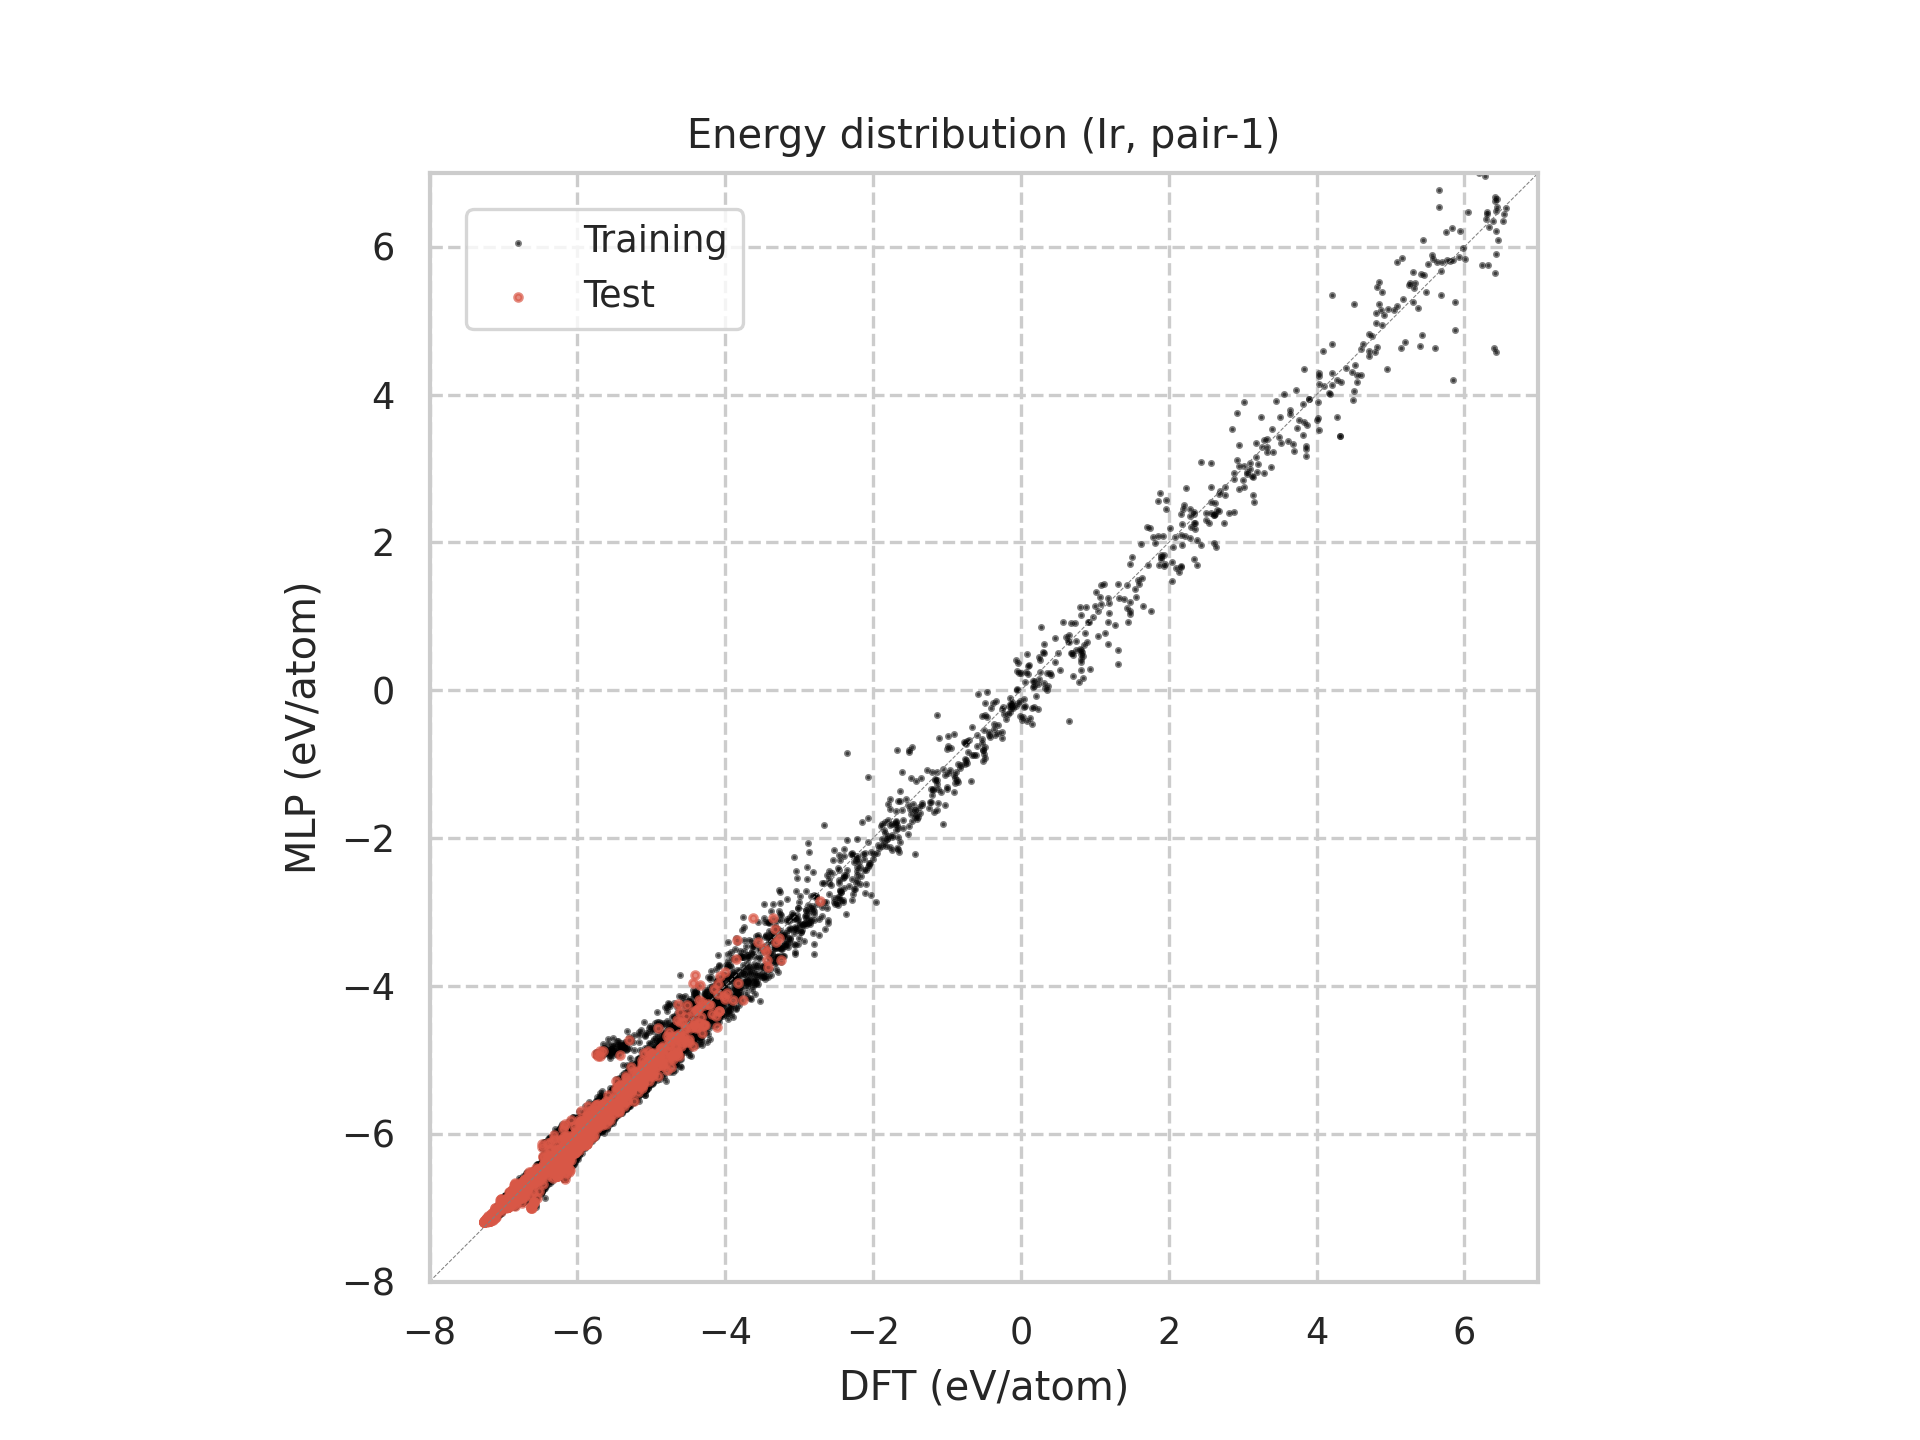 Energy distribution (Ir, pair-1)
Training
Test
6
4
2
0
−2
−4
−6
−8
MLP (eV/atom)
−8 −6 −4 −2 0 2 4 6
DFT (eV/atom)